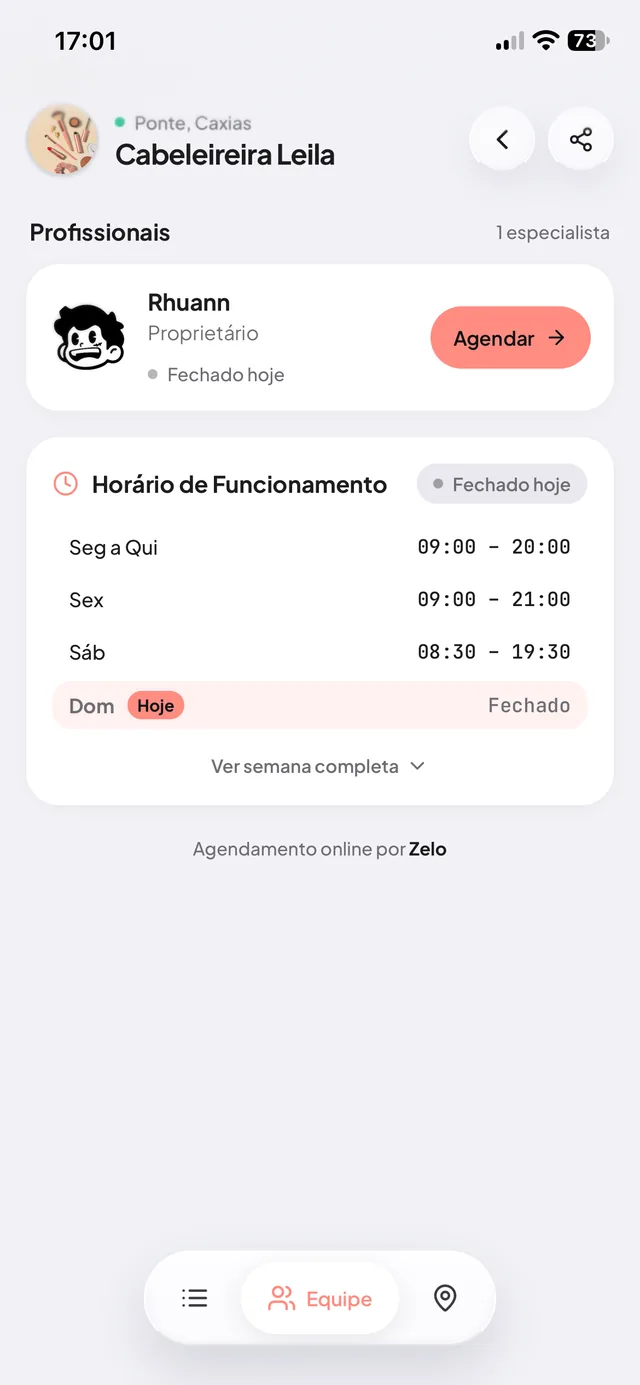 17:01
73
Ponte, Caxias
Cabeleireira Leila
Profissionais
1 especialista
Rhuann
Proprietário
Fechado hoje
Agendar
Horário de Funcionamento
Fechado hoje
Seg a Qui 09:00 – 20:00
Sex 09:00 – 21:00
Sáb 08:30 – 19:30
Dom Hoje Fechado
Ver semana completa
Agendamento online por Zelo
Equipe